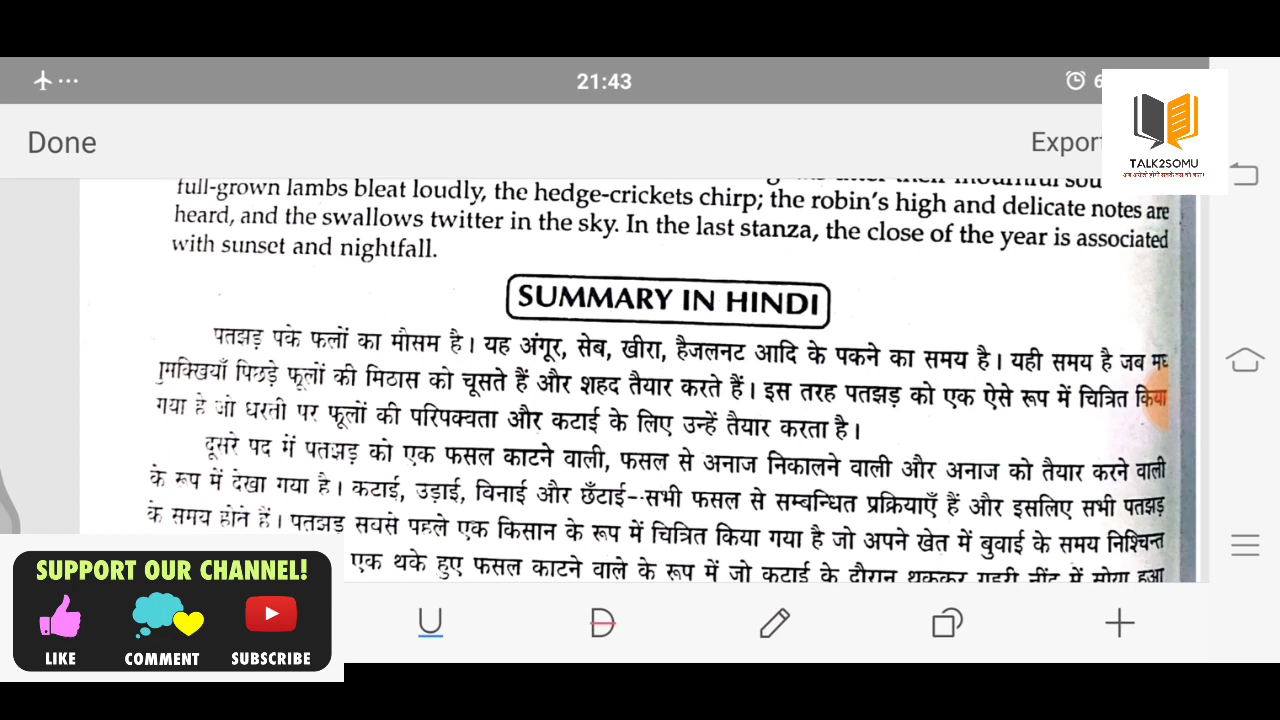 21:43
6
Done
Export
TALK2SOMU
full-grown lambs bleat loudly, the hedge-crickets chirp; the robin's high and delicate notes are
heard, and the swallows twitter in the sky. In the last stanza, the close of the year is associated
with sunset and nightfall.
SUMMARY IN HINDI
पतझड़ पके फलों का मौसम है। यह अंगूर, सेब, खीरा, हैजलनट आदि के पकने का समय है। यही समय है जब मध
ुमक्खियाँ पिछड़े फूलों की मिठास को चूसते हैं और शहद तैयार करते हैं। इस तरह पतझड़ को एक ऐसे रूप में चित्रित किया
गया है जो धरती पर फूलों की परिपक्वता और कटाई के लिए उन्हें तैयार करता है।
दूसरे पद में पतझड़ को एक फसल काटने वाली, फसल से अनाज निकालने वाली और अनाज को तैयार करने वाली
के रूप में देखा गया है। कटाई, उड़ाई, विनाई और छँटाई--सभी फसल से सम्बन्धित प्रक्रियाएँ हैं और इसलिए सभी पतझड़
के समय होते हैं। पतझड़ सबसे पहले एक किसान के रूप में चित्रित किया गया है जो अपने खेत में बुवाई के समय निश्चिन्त
एक थके हुए फसल काटने वाले के रूप में जो कटाई के दौरान थककर गहरी नींद में सोया हुआ
SUPPORT OUR CHANNEL!
LIKE COMMENT SUBSCRIBE